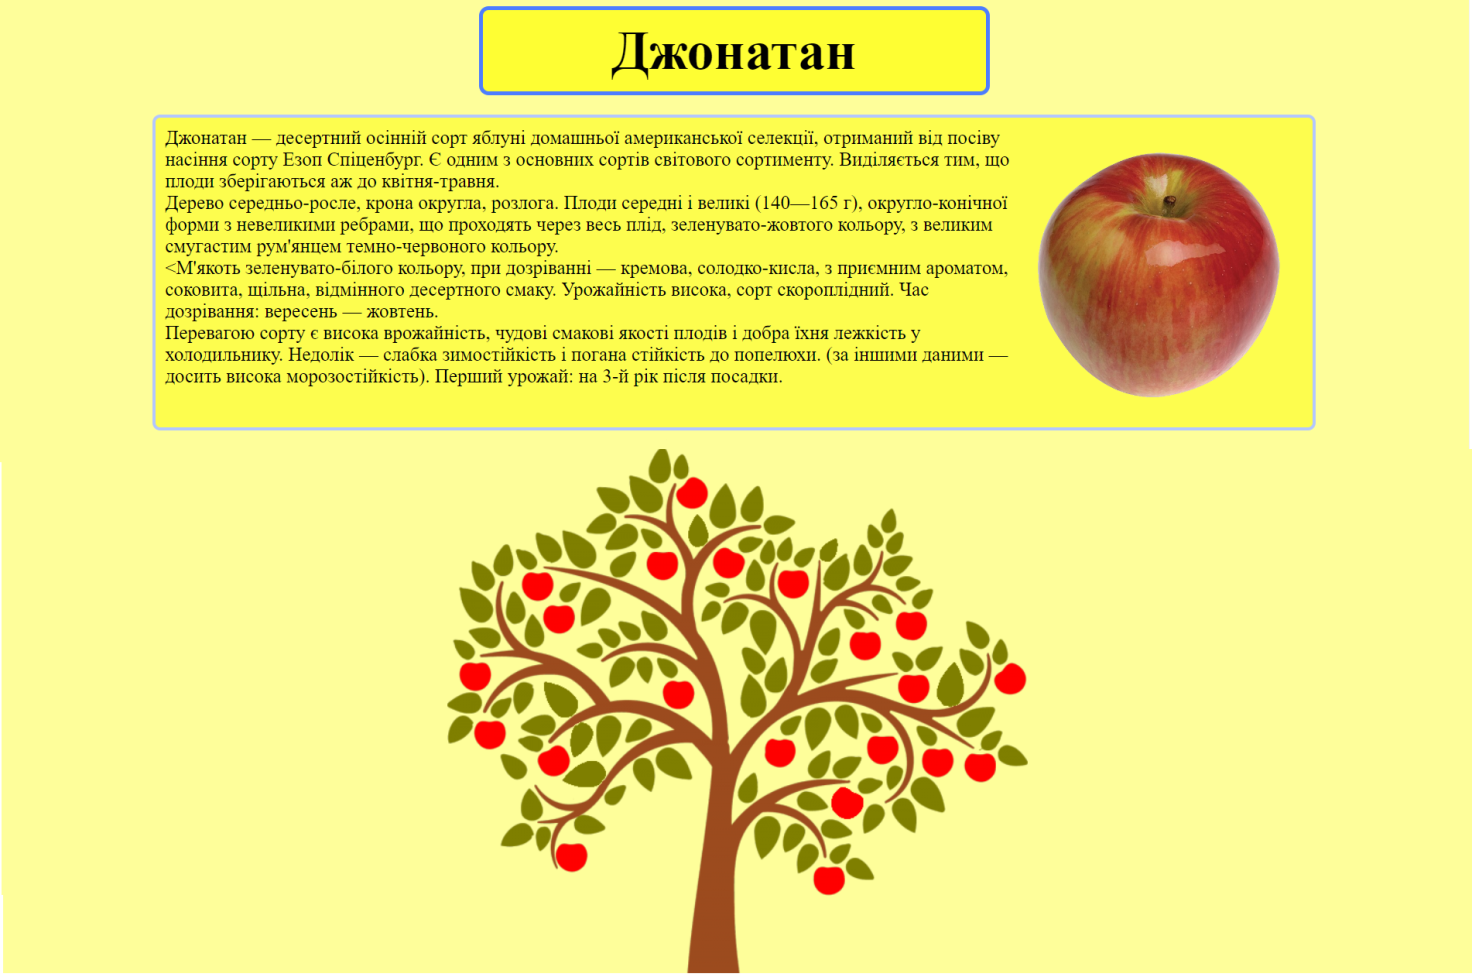 Джонатан
Джонатан — десертний осінній сорт яблуні домашньої американської селекції, отриманий від посіву
насіння сорту Езоп Спіценбург. Є одним з основних сортів світового сортименту. Виділяється тим, що
плоди зберігаються аж до квітня-травня.
Дерево середньо-росле, крона округла, розлога. Плоди середні і великі (140—165 г), округло-конічної
форми з невеликими ребрами, що проходять через весь плід, зеленувато-жовтого кольору, з великим
смугастим рум'янцем темно-червоного кольору.
<М'якоть зеленувато-білого кольору, при дозріванні — кремова, солодко-кисла, з приємним ароматом,
соковита, щільна, відмінного десертного смаку. Урожайність висока, сорт скороплідний. Час
дозрівання: вересень — жовтень.
Перевагою сорту є висока врожайність, чудові смакові якості плодів і добра їхня лежкість у
холодильнику. Недолік — слабка зимостійкість і погана стійкість до попелюхи. (за іншими даними —
досить висока морозостійкість). Перший урожай: на 3-й рік після посадки.